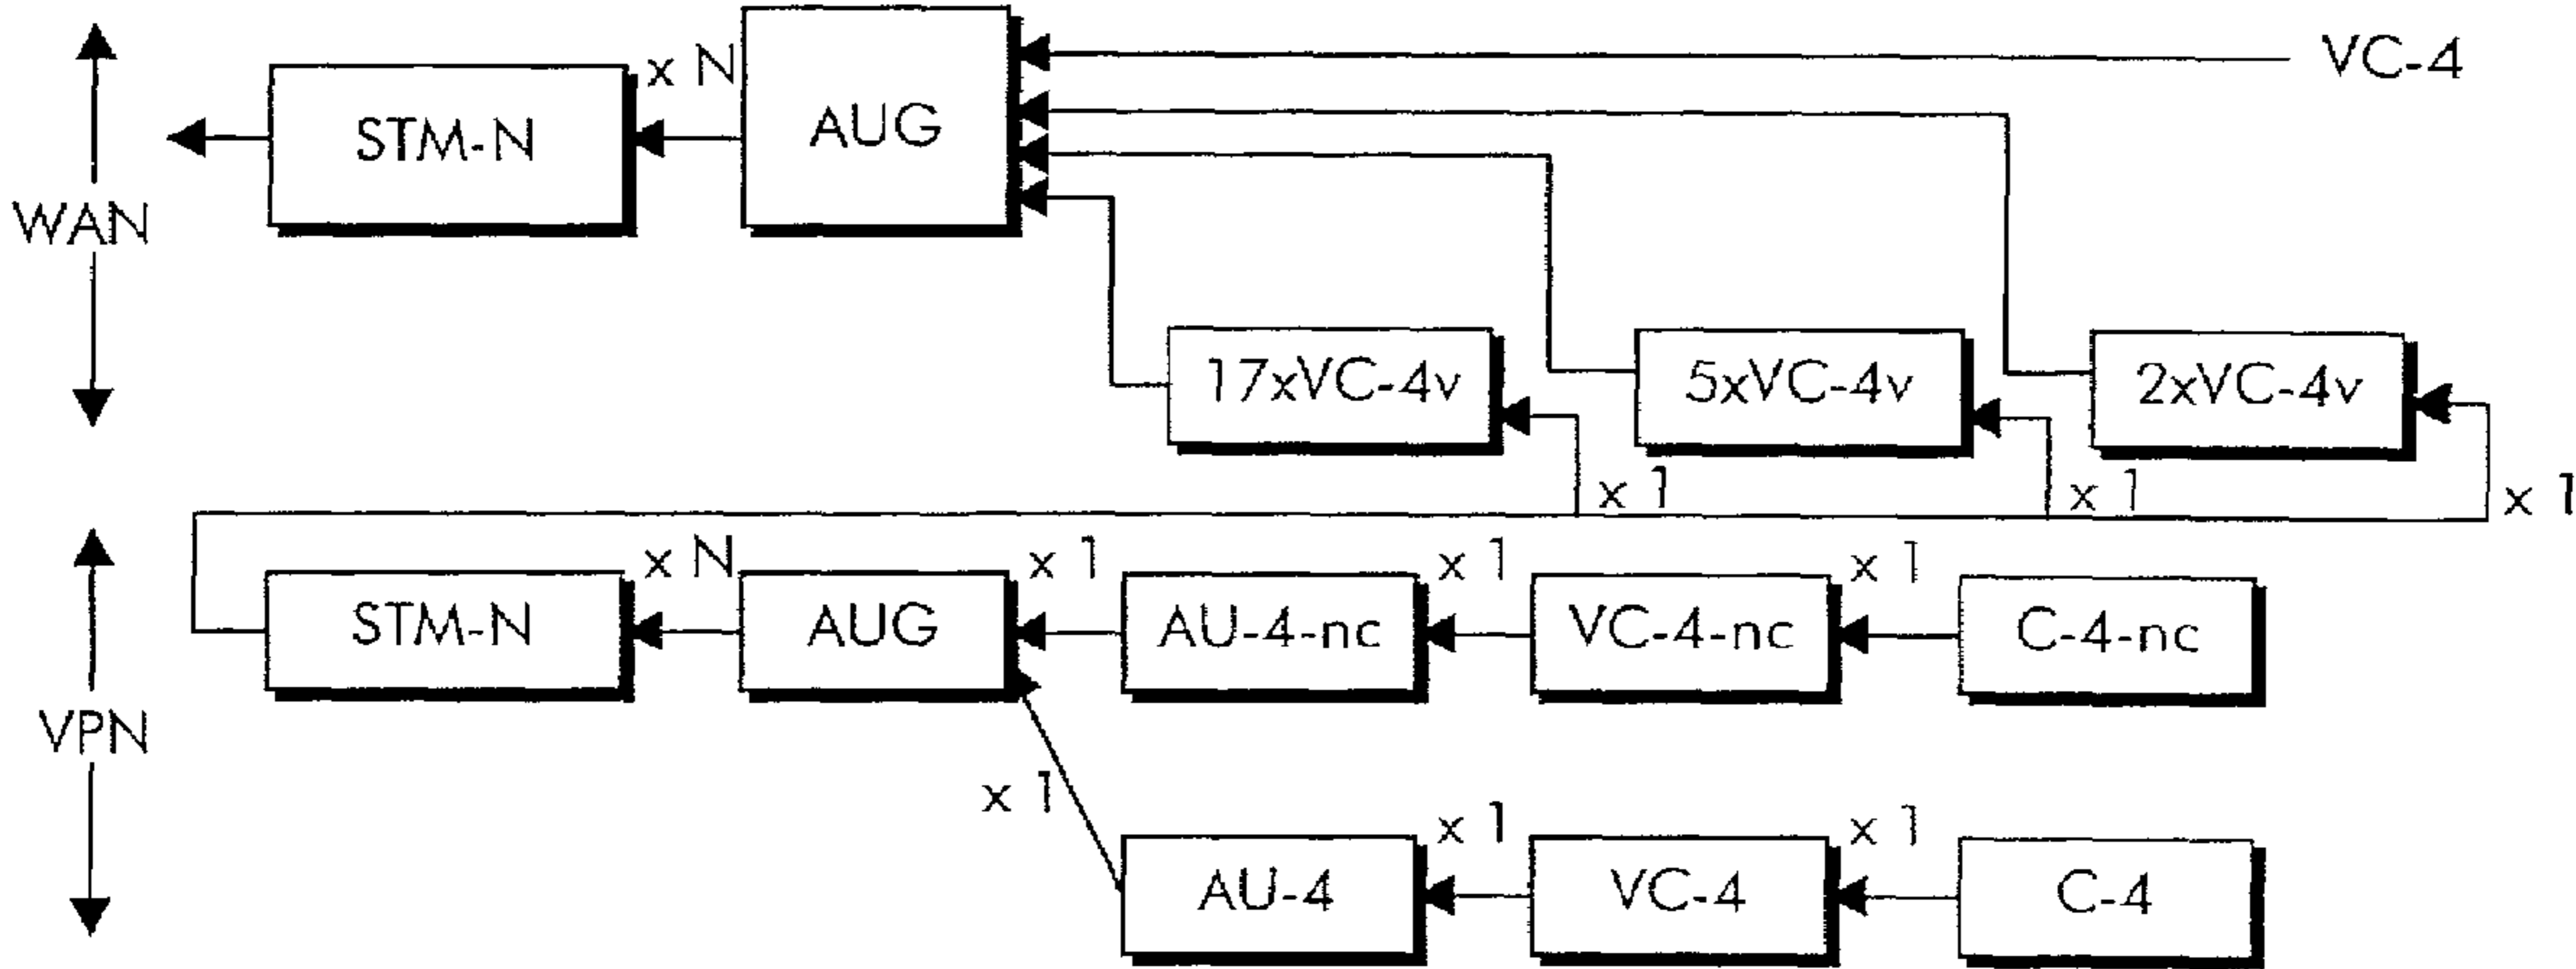 VC-4
x N
STM-N
AUG
WAN
17xVC-4v
5xVC-4v
2xVC-4v
x 1
x 1
x 1
x N
x 1
x 1
x 1
STM-N
AUG
AU-4-nc
VC-4-nc
C-4-nc
VPN
x 1
x 1
x 1
AU-4
VC-4
C-4